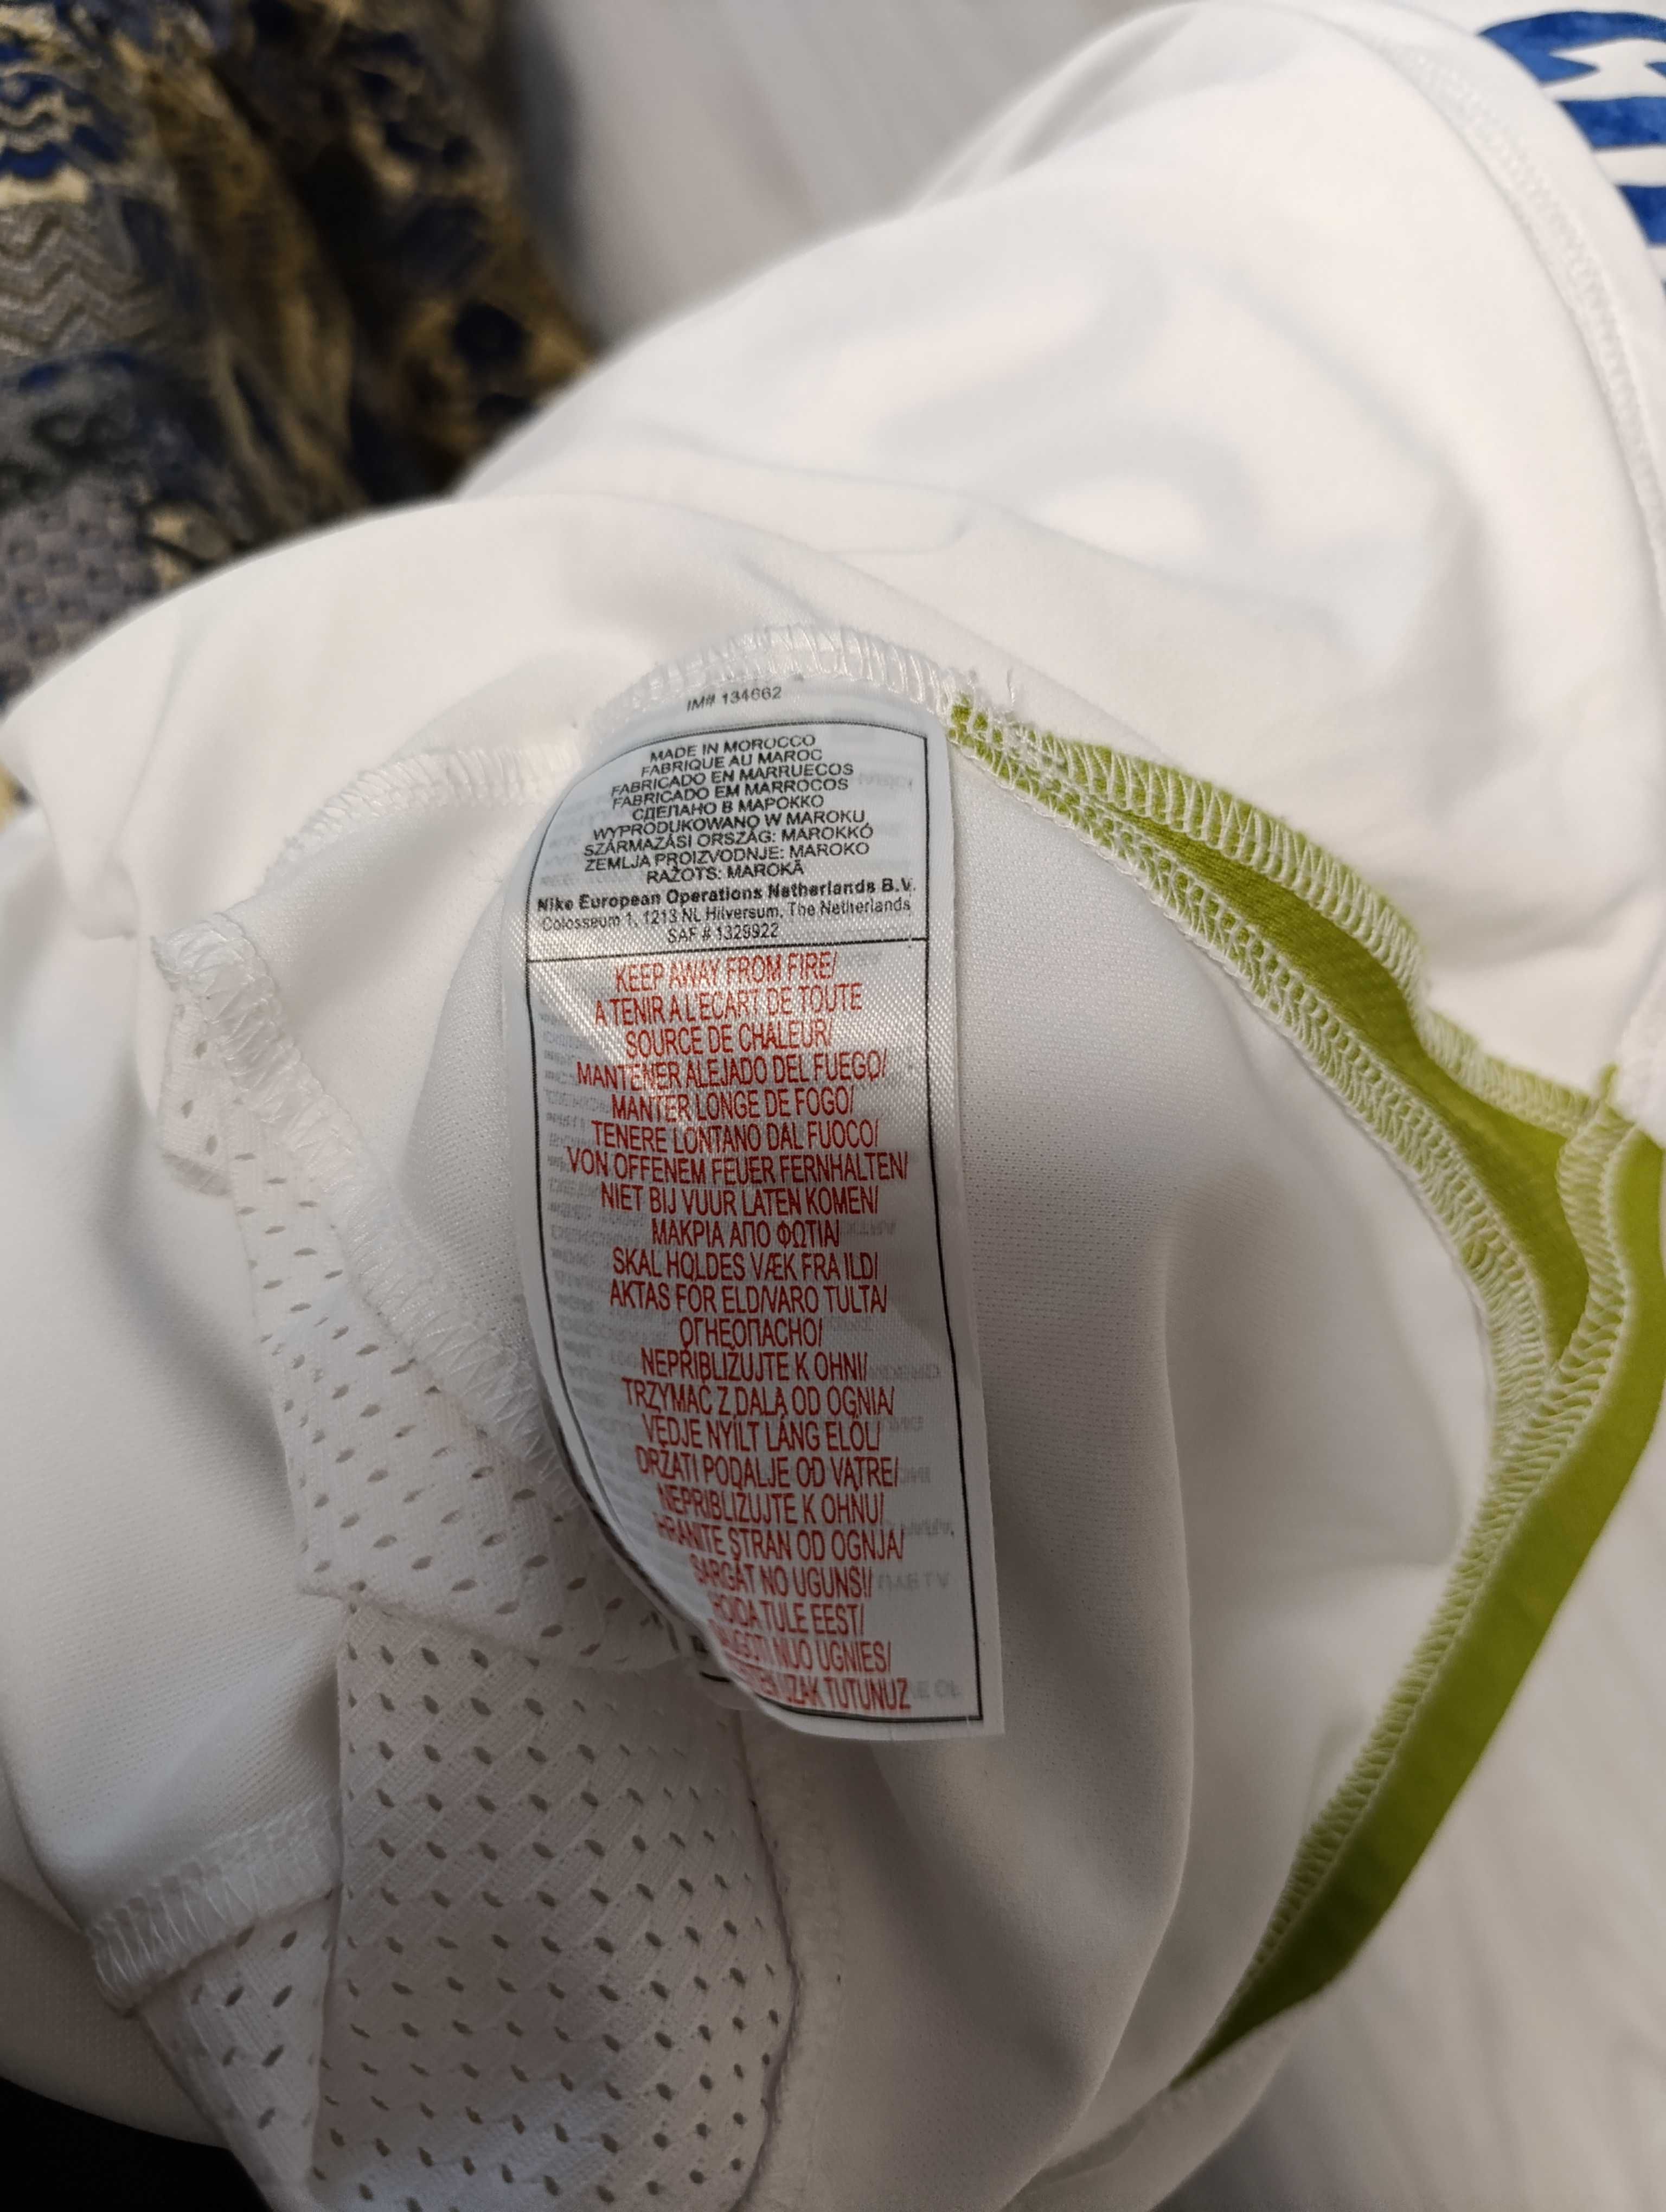 IM# 134662
MADE IN MOROCCO
FABRIQUE AU MAROC
FABRICADO EN MARRUECOS
FABRICADO EM MARROCOS
СДЕЛАНО В МАРОККО
WYPRODUKOWANO W MAROKU
SZÁRMAZÁSI ORSZÁG: MAROKKÓ
ZEMLJA PROIZVODNJE: MAROKO
RAŽOTS: MAROKĀ
Nike European Operations Netherlands B.V.
Colosseum 1, 1213 NL Hilversum, The Netherlands
SAF # 1329922
KEEP AWAY FROM FIRE/
A TENIR A L'ECART DE TOUTE
SOURCE DE CHALEUR/
MANTENER ALEJADO DEL FUEGO/
MANTER LONGE DE FOGO/
TENERE LONTANO DAL FUOCO/
VON OFFENEM FEUER FERNHALTEN/
NIET BIJ VUUR LATEN KOMEN/
ΜΑΚΡΙΑ ΑΠΟ ΦΩΤΙΑ/
SKAL HOLDES VÆK FRA ILD/
AKTAS FÖR ELD/VARO TULTA/
ОГНЕОПАСНО/
NEPŘIBLIŽUJTE K OHNI/
TRZYMAĆ Z DALA OD OGNIA/
VÉDJE NYÍLT LÁNG ELŐL/
DRŽATI PODALJE OD VATRE/
NEPRIBLIŽUJTE K OHŇU/
HRANITE STRAN OD OGNJA/
SARGĀT NO UGUNS/
HOIDA TULE EEST/
NUO UGNIES/
UZAK TUTUNUZ